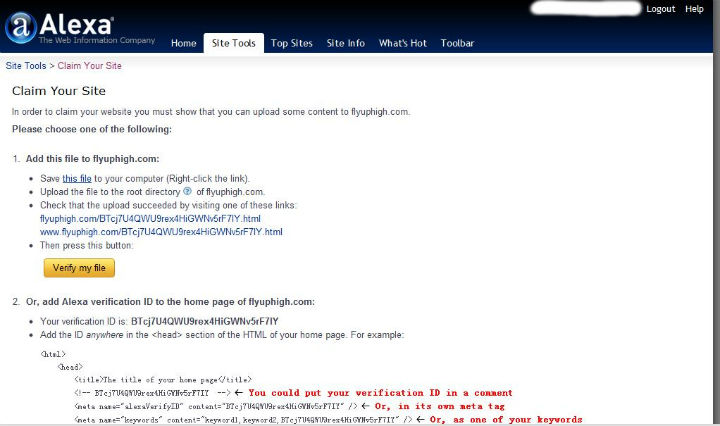 Alexa®
The Web Information Company
Logout Help
Home Site Tools Top Sites Site Info What's Hot Toolbar
Site Tools > Claim Your Site
Claim Your Site
In order to claim your website you must show that you can upload some content to flyuphigh.com.
Please choose one of the following:
1. Add this file to flyuphigh.com:
• Save this file to your computer (Right-click the link).
• Upload the file to the root directory ? of flyuphigh.com.
• Check that the upload succeeded by visiting one of these links:
flyuphigh.com/BTcj7U4QWU9rex4HiGWNv5rF7IY.html
www.flyuphigh.com/BTcj7U4QWU9rex4HiGWNv5rF7IY.html
• Then press this button:
Verify my file
2. Or, add Alexa verification ID to the home page of flyuphigh.com:
• Your verification ID is: BTcj7U4QWU9rex4HiGWNv5rF7IY
• Add the ID anywhere in the <head> section of the HTML of your home page. For example:
<html>
<head>
<title>The title of your home page</title>
<!-- BTcj7U4QWU9rex4HiGWNv5rF7IY --> ← You could put your verification ID in a comment
<meta name="alexaVerifyID" content="BTcj7U4QWU9rex4HiGWNv5rF7IY" /> ← Or, in its own meta tag
<meta name="keywords" content="keyword1,keyword2,BTcj7U4QWU9rex4HiGWNv5rF7IY" /> ← Or, as one of your keywords